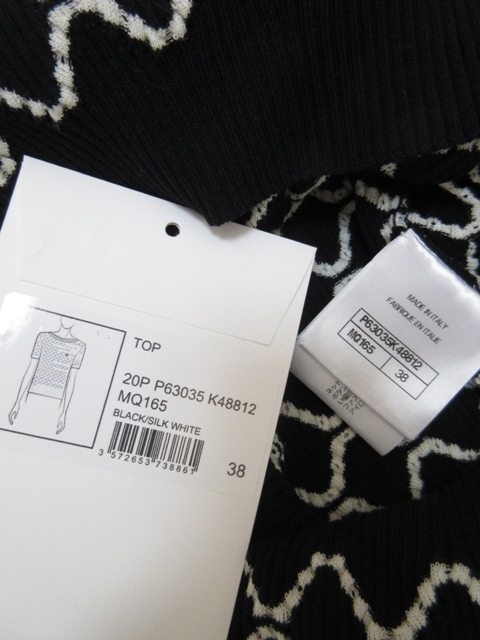 TOP
20P P63035 K48812
MQ165
BLACK/SILK WHITE
3 572653 738861
38
MADE IN ITALY
FABRIQUE EN ITALIE
P63035K48812
MQ165
38